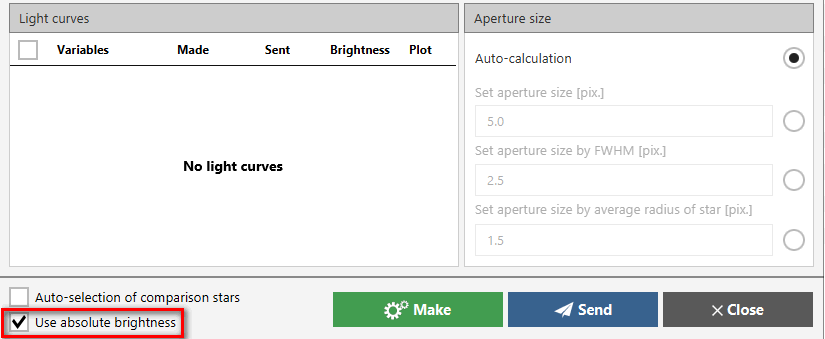 Light curves
Variables Made Sent Brightness Plot
No light curves
Aperture size
Auto-calculation
Set aperture size [pix.]
5.0
Set aperture size by FWHM [pix.]
2.5
Set aperture size by average radius of star [pix.]
1.5
Auto-selection of comparison stars
Use absolute brightness
Make
Send
Close